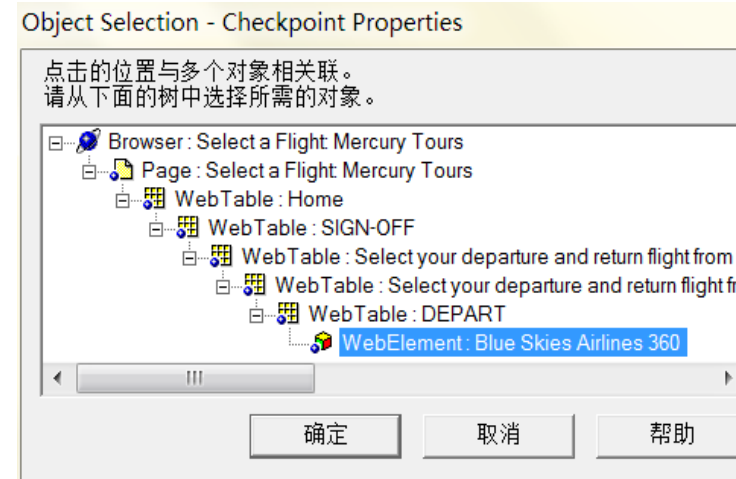 Object Selection - Checkpoint Properties
点击的位置与多个对象相关联。
请从下面的树中选择所需的对象。
Browser : Select a Flight: Mercury Tours
Page : Select a Flight: Mercury Tours
WebTable : Home
WebTable : SIGN-OFF
WebTable : Select your departure and return flight from
WebTable : Select your departure and return flight fr
WebTable : DEPART
WebElement : Blue Skies Airlines 360
确定 取消 帮助